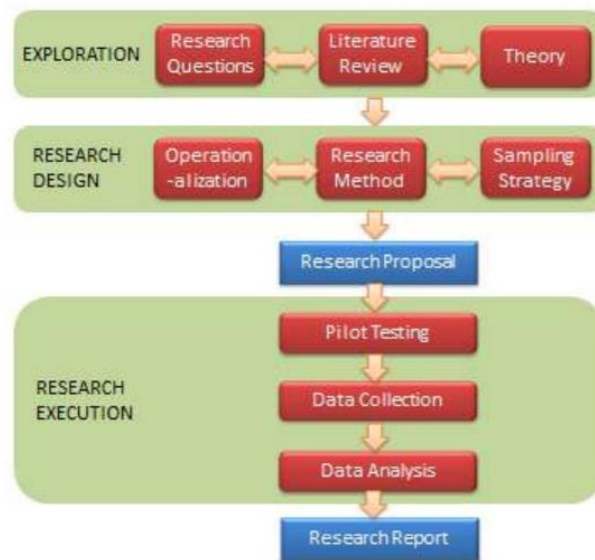 EXPLORATION
Research
Questions
Literature
Review
Theory
RESEARCH
DESIGN
Operation
-alization
Research
Method
Sampling
Strategy
Research Proposal
RESEARCH
EXECUTION
Pilot Testing
Data Collection
Data Analysis
Research Report